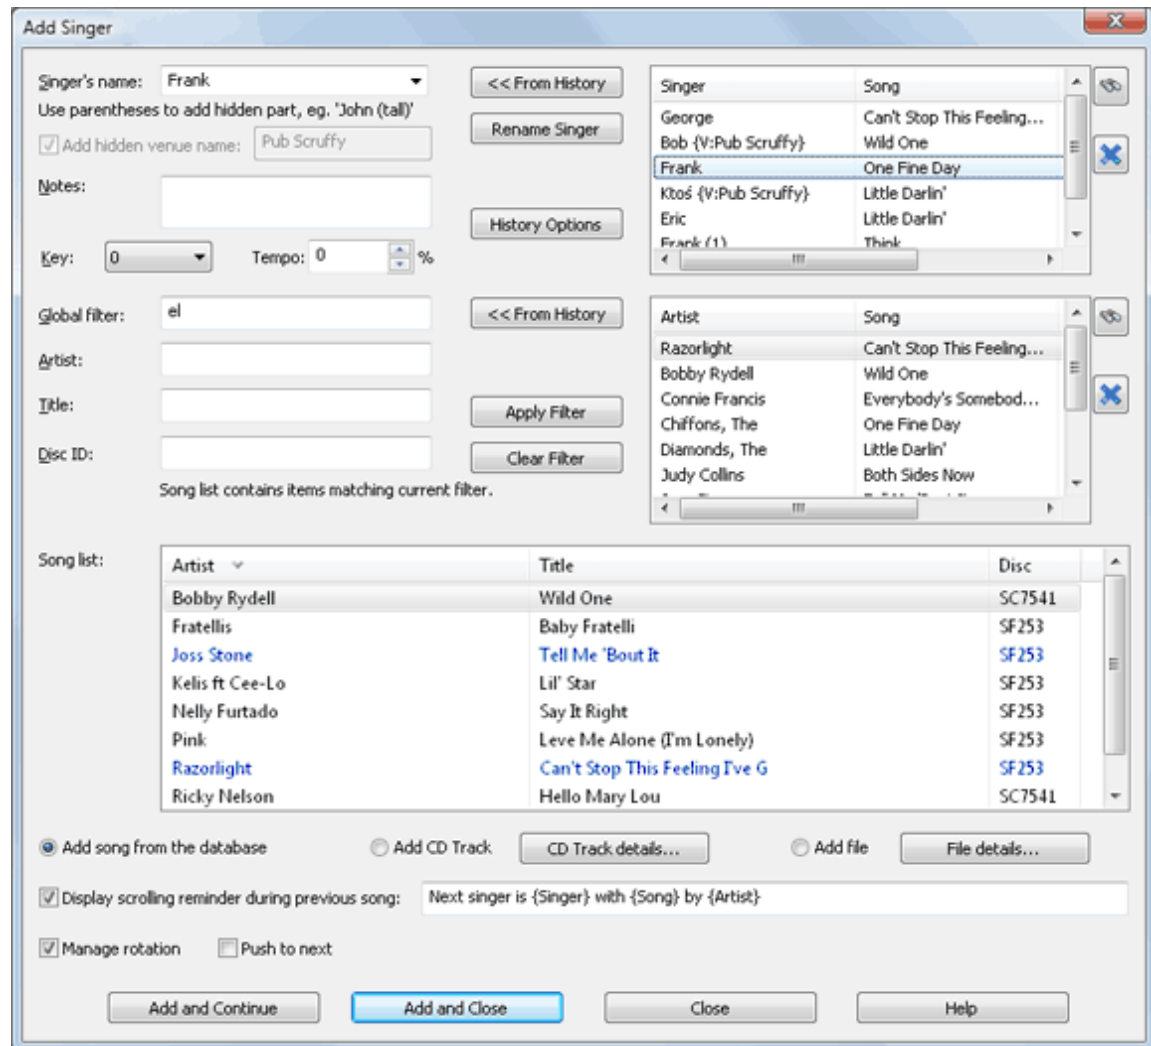 Add Singer
Singer's name: Frank << From History
Use parentheses to add hidden part, eg. 'John (tall)'
Add hidden venue name: Pub Scruffy Rename Singer
Notes:
History Options
Key: 0 Tempo: 0 %
Singer Song
George Can't Stop This Feeling...
Bob {V:Pub Scruffy} Wild One
Frank One Fine Day
Ktoś {V:Pub Scruffy} Little Darlin'
Eric Little Darlin'
Frank (1) Think
Global filter: el << From History
Artist:
Title: Apply Filter
Disc ID: Clear Filter
Song list contains items matching current filter.
Artist Song
Razorlight Can't Stop This Feeling...
Bobby Rydell Wild One
Connie Francis Everybody's Somebod...
Chiffons, The One Fine Day
Diamonds, The Little Darlin'
Judy Collins Both Sides Now
Song list:
Artist Title Disc
Bobby Rydell Wild One SC7541
Fratellis Baby Fratelli SF253
Joss Stone Tell Me 'Bout It SF253
Kelis ft Cee-Lo Lil' Star SF253
Nelly Furtado Say It Right SF253
Pink Leve Me Alone (I'm Lonely) SF253
Razorlight Can't Stop This Feeling I've G SF253
Ricky Nelson Hello Mary Lou SC7541
Add song from the database Add CD Track CD Track details... Add file File details...
Display scrolling reminder during previous song: Next singer is {Singer} with {Song} by {Artist}
Manage rotation Push to next
Add and Continue Add and Close Close Help